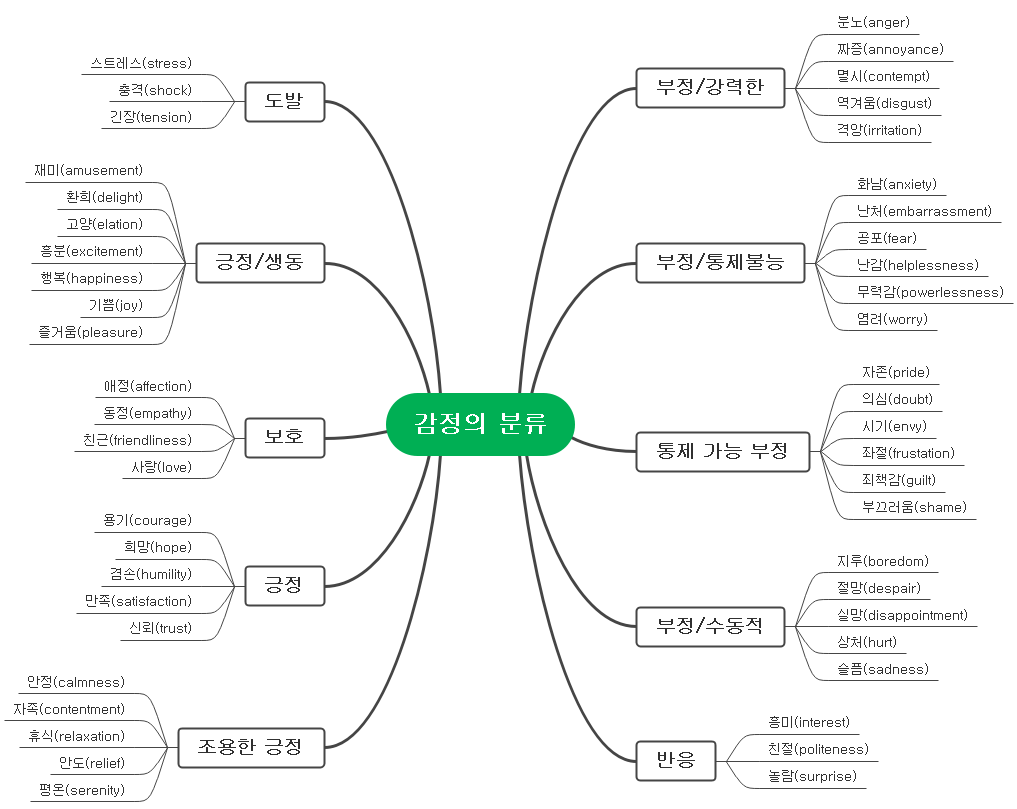 감정의 분류
도발
스트레스(stress)
충격(shock)
긴장(tension)
긍정/생동
재미(amusement)
환희(delight)
고양(elation)
흥분(excitement)
행복(happiness)
기쁨(joy)
즐거움(pleasure)
보호
애정(affection)
동정(empathy)
친근(friendliness)
사랑(love)
긍정
용기(courage)
희망(hope)
겸손(humility)
만족(satisfaction)
신뢰(trust)
조용한 긍정
안정(calmness)
자족(contentment)
휴식(relaxation)
안도(relief)
평온(serenity)
부정/강력한
분노(anger)
짜증(annoyance)
멸시(contempt)
역겨움(disgust)
격앙(irritation)
부정/통제불능
화남(anxiety)
난처(embarrassment)
공포(fear)
난감(helplessness)
무력감(powerlessness)
염려(worry)
통제 가능 부정
자존(pride)
의심(doubt)
시기(envy)
좌절(frustation)
죄책감(guilt)
부끄러움(shame)
부정/수동적
지루(boredom)
절망(despair)
실망(disappointment)
상처(hurt)
슬픔(sadness)
반응
흥미(interest)
친절(politeness)
놀람(surprise)